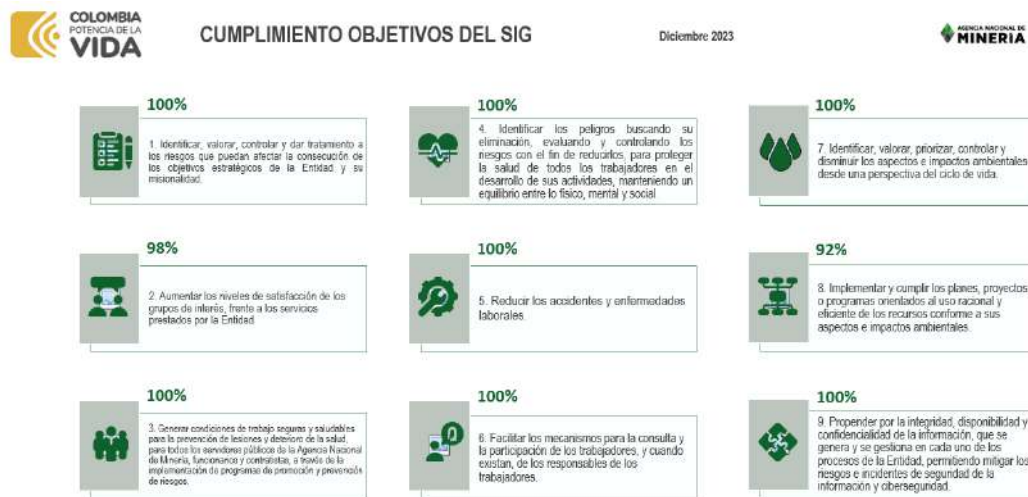 COLOMBIA
POTENCIA DE LA
VIDA
CUMPLIMIENTO OBJETIVOS DEL SIG
Diciembre 2023
AGENCIA NACIONAL DE
MINERÍA
100%
1. Identificar, valorar, controlar y dar tratamiento a
los riesgos que puedan afectar la consecución de
los objetivos estratégicos de la Entidad y su
misionalidad.
98%
2. Aumentar los niveles de satisfacción de los
grupos de interés, frente a los servicios
prestados por la Entidad
100%
3. Generar condiciones de trabajo seguras y saludables
para la prevención de lesiones y deterioro de la salud,
para todos los servidores públicos de la Agencia Nacional
de Minería, funcionarios y contratistas, a través de la
implementación de programas de promoción y prevención
de riesgos.
100%
4. Identificar los peligros buscando su
eliminación, evaluando y controlando los
riesgos con el fin de reducirlos, para proteger
la salud de todos los trabajadores en el
desarrollo de sus actividades, manteniendo un
equilibrio entre lo físico, mental y social
100%
5. Reducir los accidentes y enfermedades
laborales.
100%
6. Facilitar los mecanismos para la consulta y
la participación de los trabajadores, y cuando
existan, de los responsables de los
trabajadores.
100%
7. Identificar, valorar, priorizar, controlar y
disminuir los aspectos e impactos ambientales
desde una perspectiva del ciclo de vida.
92%
8. Implementar y cumplir los planes, proyectos
o programas orientados al uso racional y
eficiente de los recursos conforme a sus
aspectos e impactos ambientales.
100%
9. Propender por la integridad, disponibilidad y
confidencialidad de la información, que se
genera y se gestiona en cada uno de los
procesos de la Entidad, permitiendo mitigar los
riesgos e incidentes de seguridad de la
información y ciberseguridad.